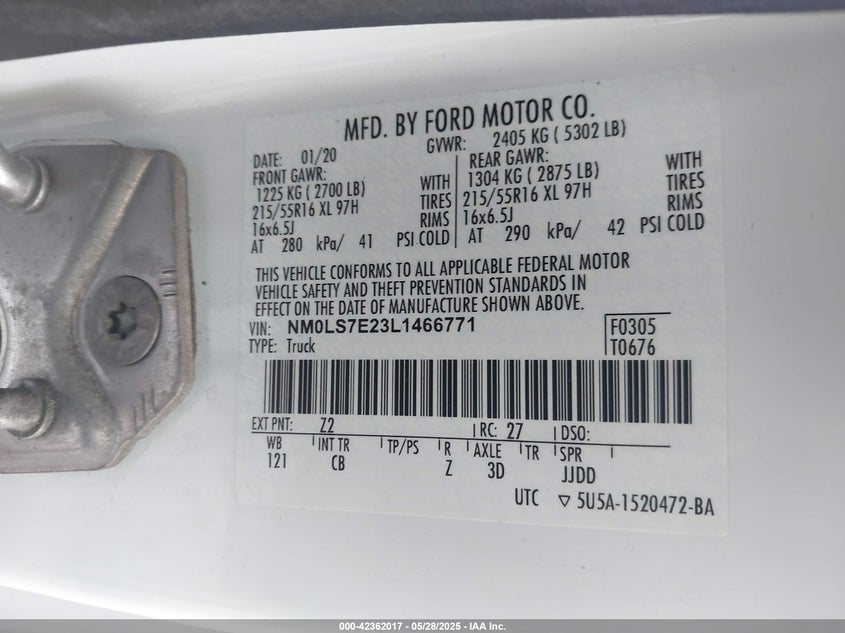 MFD. BY FORD MOTOR CO.
DATE: 01/20 GVWR: 2405 KG ( 5302 LB)
FRONT GAWR: REAR GAWR:
1225 KG ( 2700 LB) WITH 1304 KG ( 2875 LB) WITH
215/55R16 XL 97H TIRES 215/55R16 XL 97H TIRES
16x6.5J RIMS 16x6.5J RIMS
AT 280 kPa/ 41 PSI COLD AT 290 kPa/ 42 PSI COLD
THIS VEHICLE CONFORMS TO ALL APPLICABLE FEDERAL MOTOR
VEHICLE SAFETY AND THEFT PREVENTION STANDARDS IN
EFFECT ON THE DATE OF MANUFACTURE SHOWN ABOVE.
VIN: NM0LS7E23L1466771 F0305
TYPE: Truck T0676
EXT PNT: Z2 RC: 27 DSO:
WB INT TR TP/PS R AXLE TR SPR
121 CB Z 3D JJDD
UTC ▽ 5U5A-1520472-BA
000-42362017 - 05/28/2025 - IAA Inc.